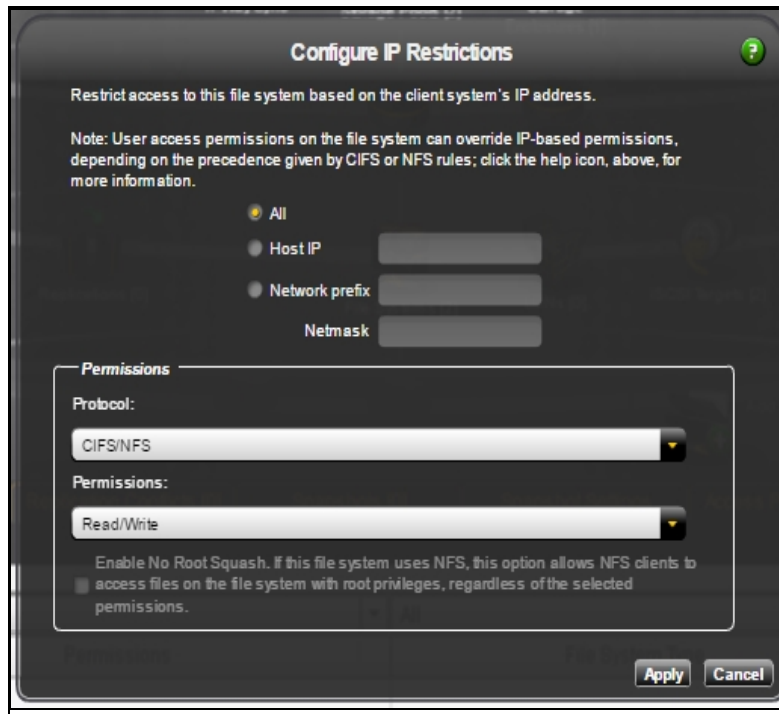 Configure IP Restrictions
?
Restrict access to this file system based on the client system's IP address.
Note: User access permissions on the file system can override IP-based permissions,
depending on the precedence given by CIFS or NFS rules; click the help icon, above, for
more information.
All
Host IP
Network prefix
Netmask
Permissions
Protocol:
CIFS/NFS
Permissions:
Read/Write
Enable No Root Squash. If this file system uses NFS, this option allows NFS clients to
access files on the file system with root privileges, regardless of the selected
permissions.
All
Permissions
File System Type
Apply
Cancel